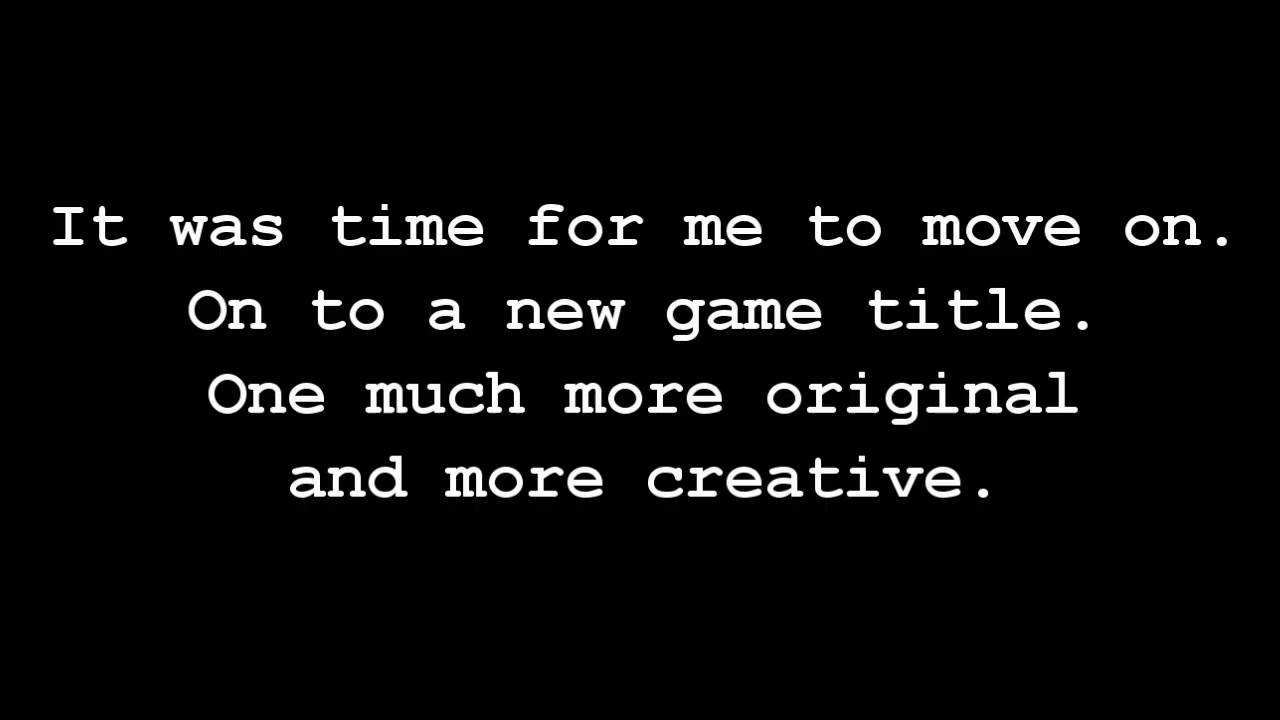 It was time for me to move on.
On to a new game title.
One much more original
and more creative.